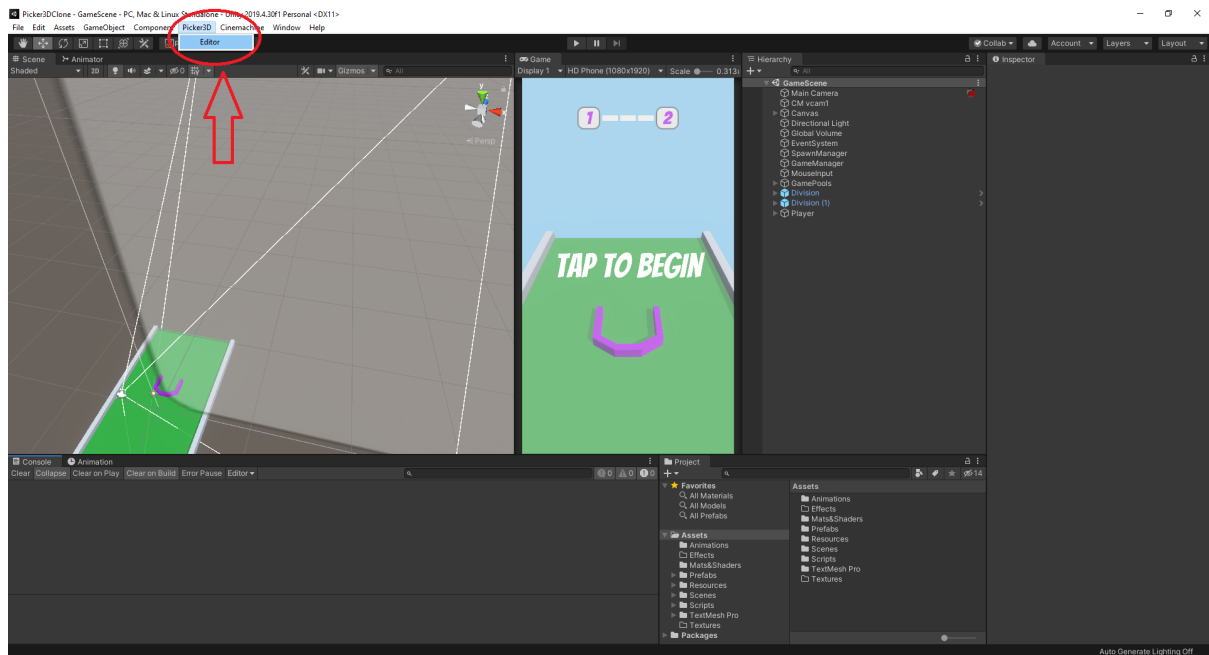 Picker3DClone - GameScene - PC, Mac & Linux Standalone - Unity 2019.4.30f1 Personal <DX11>
File Edit Assets GameObject Component Picker3D Cinemachine Window Help
Editor
Collab Account Layers Layout
Scene Animator
Shaded 2D 0 Gizmos All
Game
Display 1 HD Phone (1080x1920) Scale 0.313
y
Persp
1 2
TAP TO BEGIN
Hierarchy
All
GameScene
Main Camera
CM vcam1
Canvas
Directional Light
Global Volume
EventSystem
SpawnManager
GameManager
MouseInput
GamePools
Division
Division (1)
Player
Inspector
Console Animation
Clear Collapse Clear on Play Clear on Build Error Pause Editor
0 0 0
Project
14
Favorites
All Materials
All Models
All Prefabs
Assets
Animations
Effects
Mats&Shaders
Prefabs
Resources
Scenes
Scripts
TextMesh Pro
Textures
Packages
Assets
Animations
Effects
Mats&Shaders
Prefabs
Resources
Scenes
Scripts
TextMesh Pro
Textures
Auto Generate Lighting Off